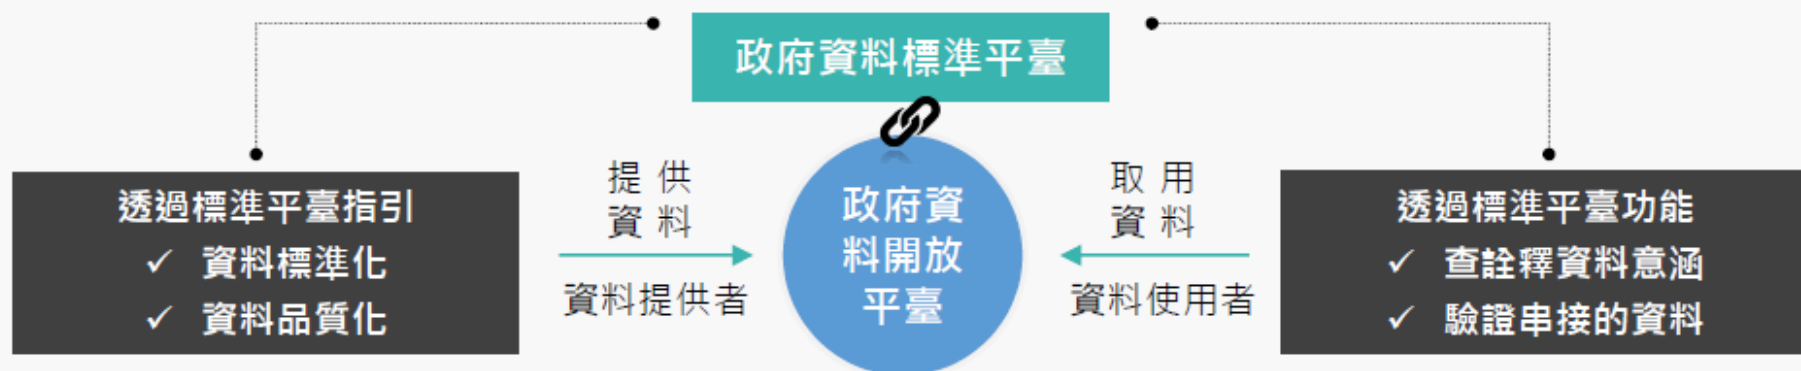 政府資料標準平臺
透過標準平臺指引
✓ 資料標準化
✓ 資料品質化
提供
資料
資料提供者
政府資
料開放
平臺
取用
資料
資料使用者
透過標準平臺功能
✓ 查詮釋資料意涵
✓ 驗證串接的資料